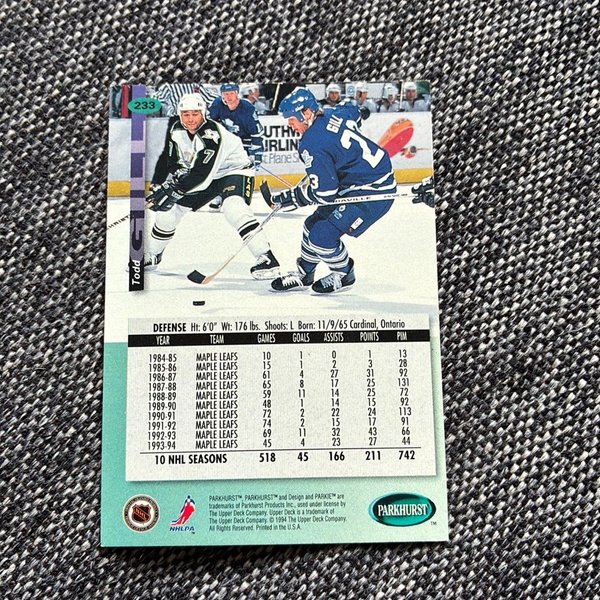 233
Todd
GILL
SOUTHW
AIRLIN
GILL
23
7
DEFENSE Ht: 6'0" Wt: 176 lbs. Shoots: L Born: 11/9/65 Cardinal, Ontario
YEAR TEAM GAMES GOALS ASSISTS POINTS PIM
1984-85 MAPLE LEAFS 10 1 0 1 13
1985-86 MAPLE LEAFS 15 1 2 3 28
1986-87 MAPLE LEAFS 61 4 27 31 92
1987-88 MAPLE LEAFS 65 8 17 25 131
1988-89 MAPLE LEAFS 59 11 14 25 72
1989-90 MAPLE LEAFS 48 1 14 15 92
1990-91 MAPLE LEAFS 72 2 22 24 113
1991-92 MAPLE LEAFS 74 2 15 17 91
1992-93 MAPLE LEAFS 69 11 32 43 66
1993-94 MAPLE LEAFS 45 4 23 27 44
10 NHL SEASONS 518 45 166 211 742
PARKHURST™, PARKHURST™ and Design and PARKIE™ are
trademarks of Parkhurst Products Inc., used under license by
The Upper Deck Company. Upper Deck is a trademark of
The Upper Deck Company. © 1994 The Upper Deck Company.
All Rights Reserved. Printed in the U.S.A.
NHLPA
PARKHURST
TM